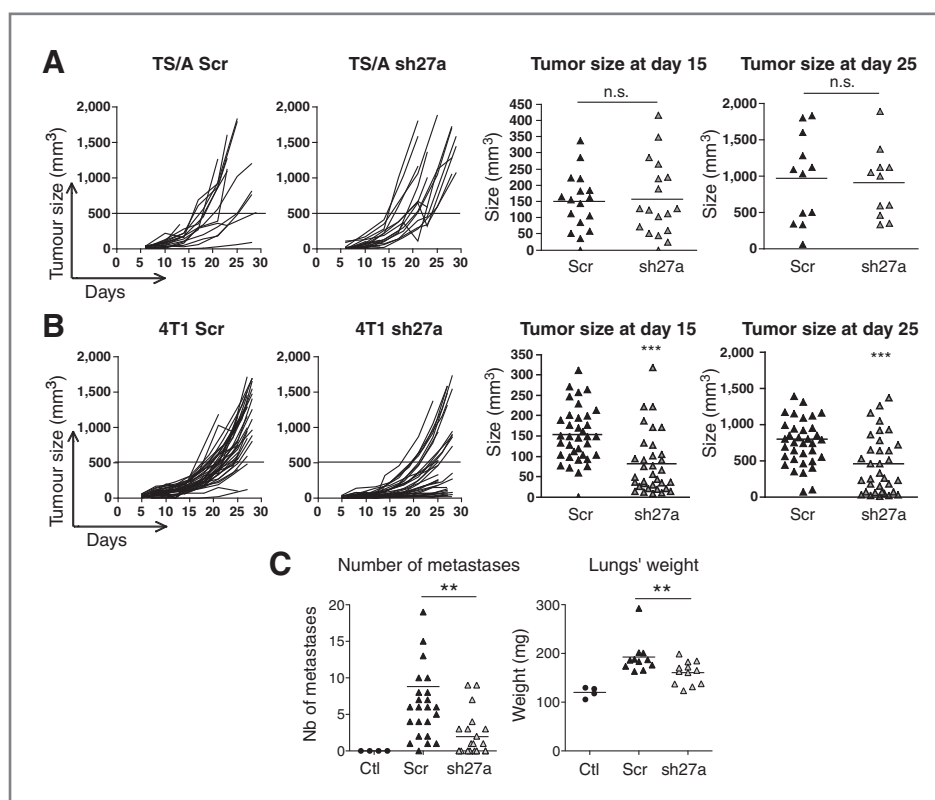 A
TS/A Scr
TS/A sh27a
Tumor size at day 15
Tumor size at day 25
Tumour size (mm3)
2,000
1,500
1,000
500
0
0 5 10 15 20 25 30
Days
2,000
1,500
1,000
500
0
0 5 10 15 20 25 30
n.s.
Size (mm3)
450
400
350
300
250
200
150
100
50
0
Scr sh27a
n.s.
Size (mm3)
2,000
1,500
1,000
500
0
Scr sh27a
B
4T1 Scr
4T1 sh27a
Tumor size at day 15
Tumor size at day 25
Tumour size (mm3)
2,000
1,500
1,000
500
0
0 5 10 15 20 25 30
Days
2,000
1,500
1,000
500
0
0 5 10 15 20 25 30
***
Size (mm3)
350
300
250
200
150
100
50
0
Scr sh27a
***
Size (mm3)
2,000
1,500
1,000
500
0
Scr sh27a
C
Number of metastases
**
Nb of metastases
20
15
10
5
0
Ctl Scr sh27a
Lungs' weight
**
Weight (mg)
300
200
100
0
Ctl Scr sh27a